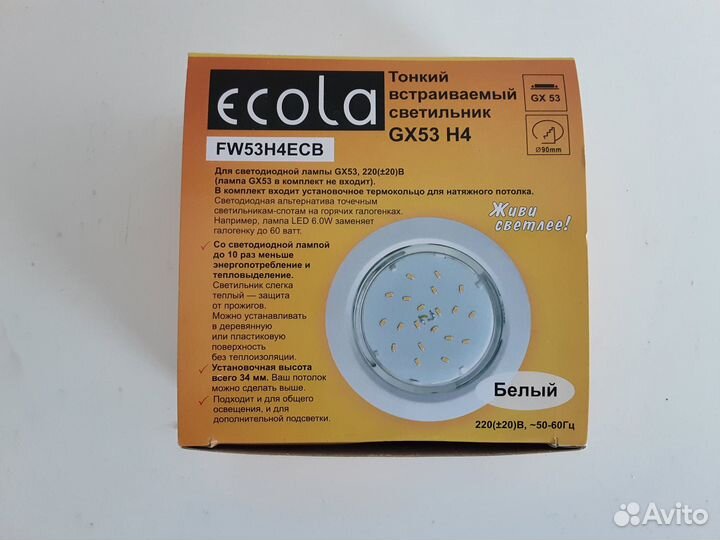 ecola
FW53H4ECB
Тонкий
встраиваемый
светильник
GX53 H4
GX 53
Ø90mm
Для светодиодной лампы GX53, 220(±20)В
(лампа GX53 в комплект не входит).
В комплект входит установочное термокольцо для натяжного потолка.
Светодиодная альтернатива точечным
светильникам-спотам на горячих галогенках.
Например, лампа LED 6.0W заменяет
галогенку до 60 ватт.
Живи
светлее!
Со светодиодной лампой
до 10 раз меньше
энергопотребление и
тепловыделение.
Светильник слегка
теплый — защита
от прожигов.
Можно устанавливать
в деревянную
или пластиковую
поверхность
без теплоизоляции.
Установочная высота
всего 34 мм. Ваш потолок
можно сделать выше.
Подходит и для общего
освещения, и для
дополнительной подсветки.
Белый
220(±20)В, ~50-60Гц
Avito